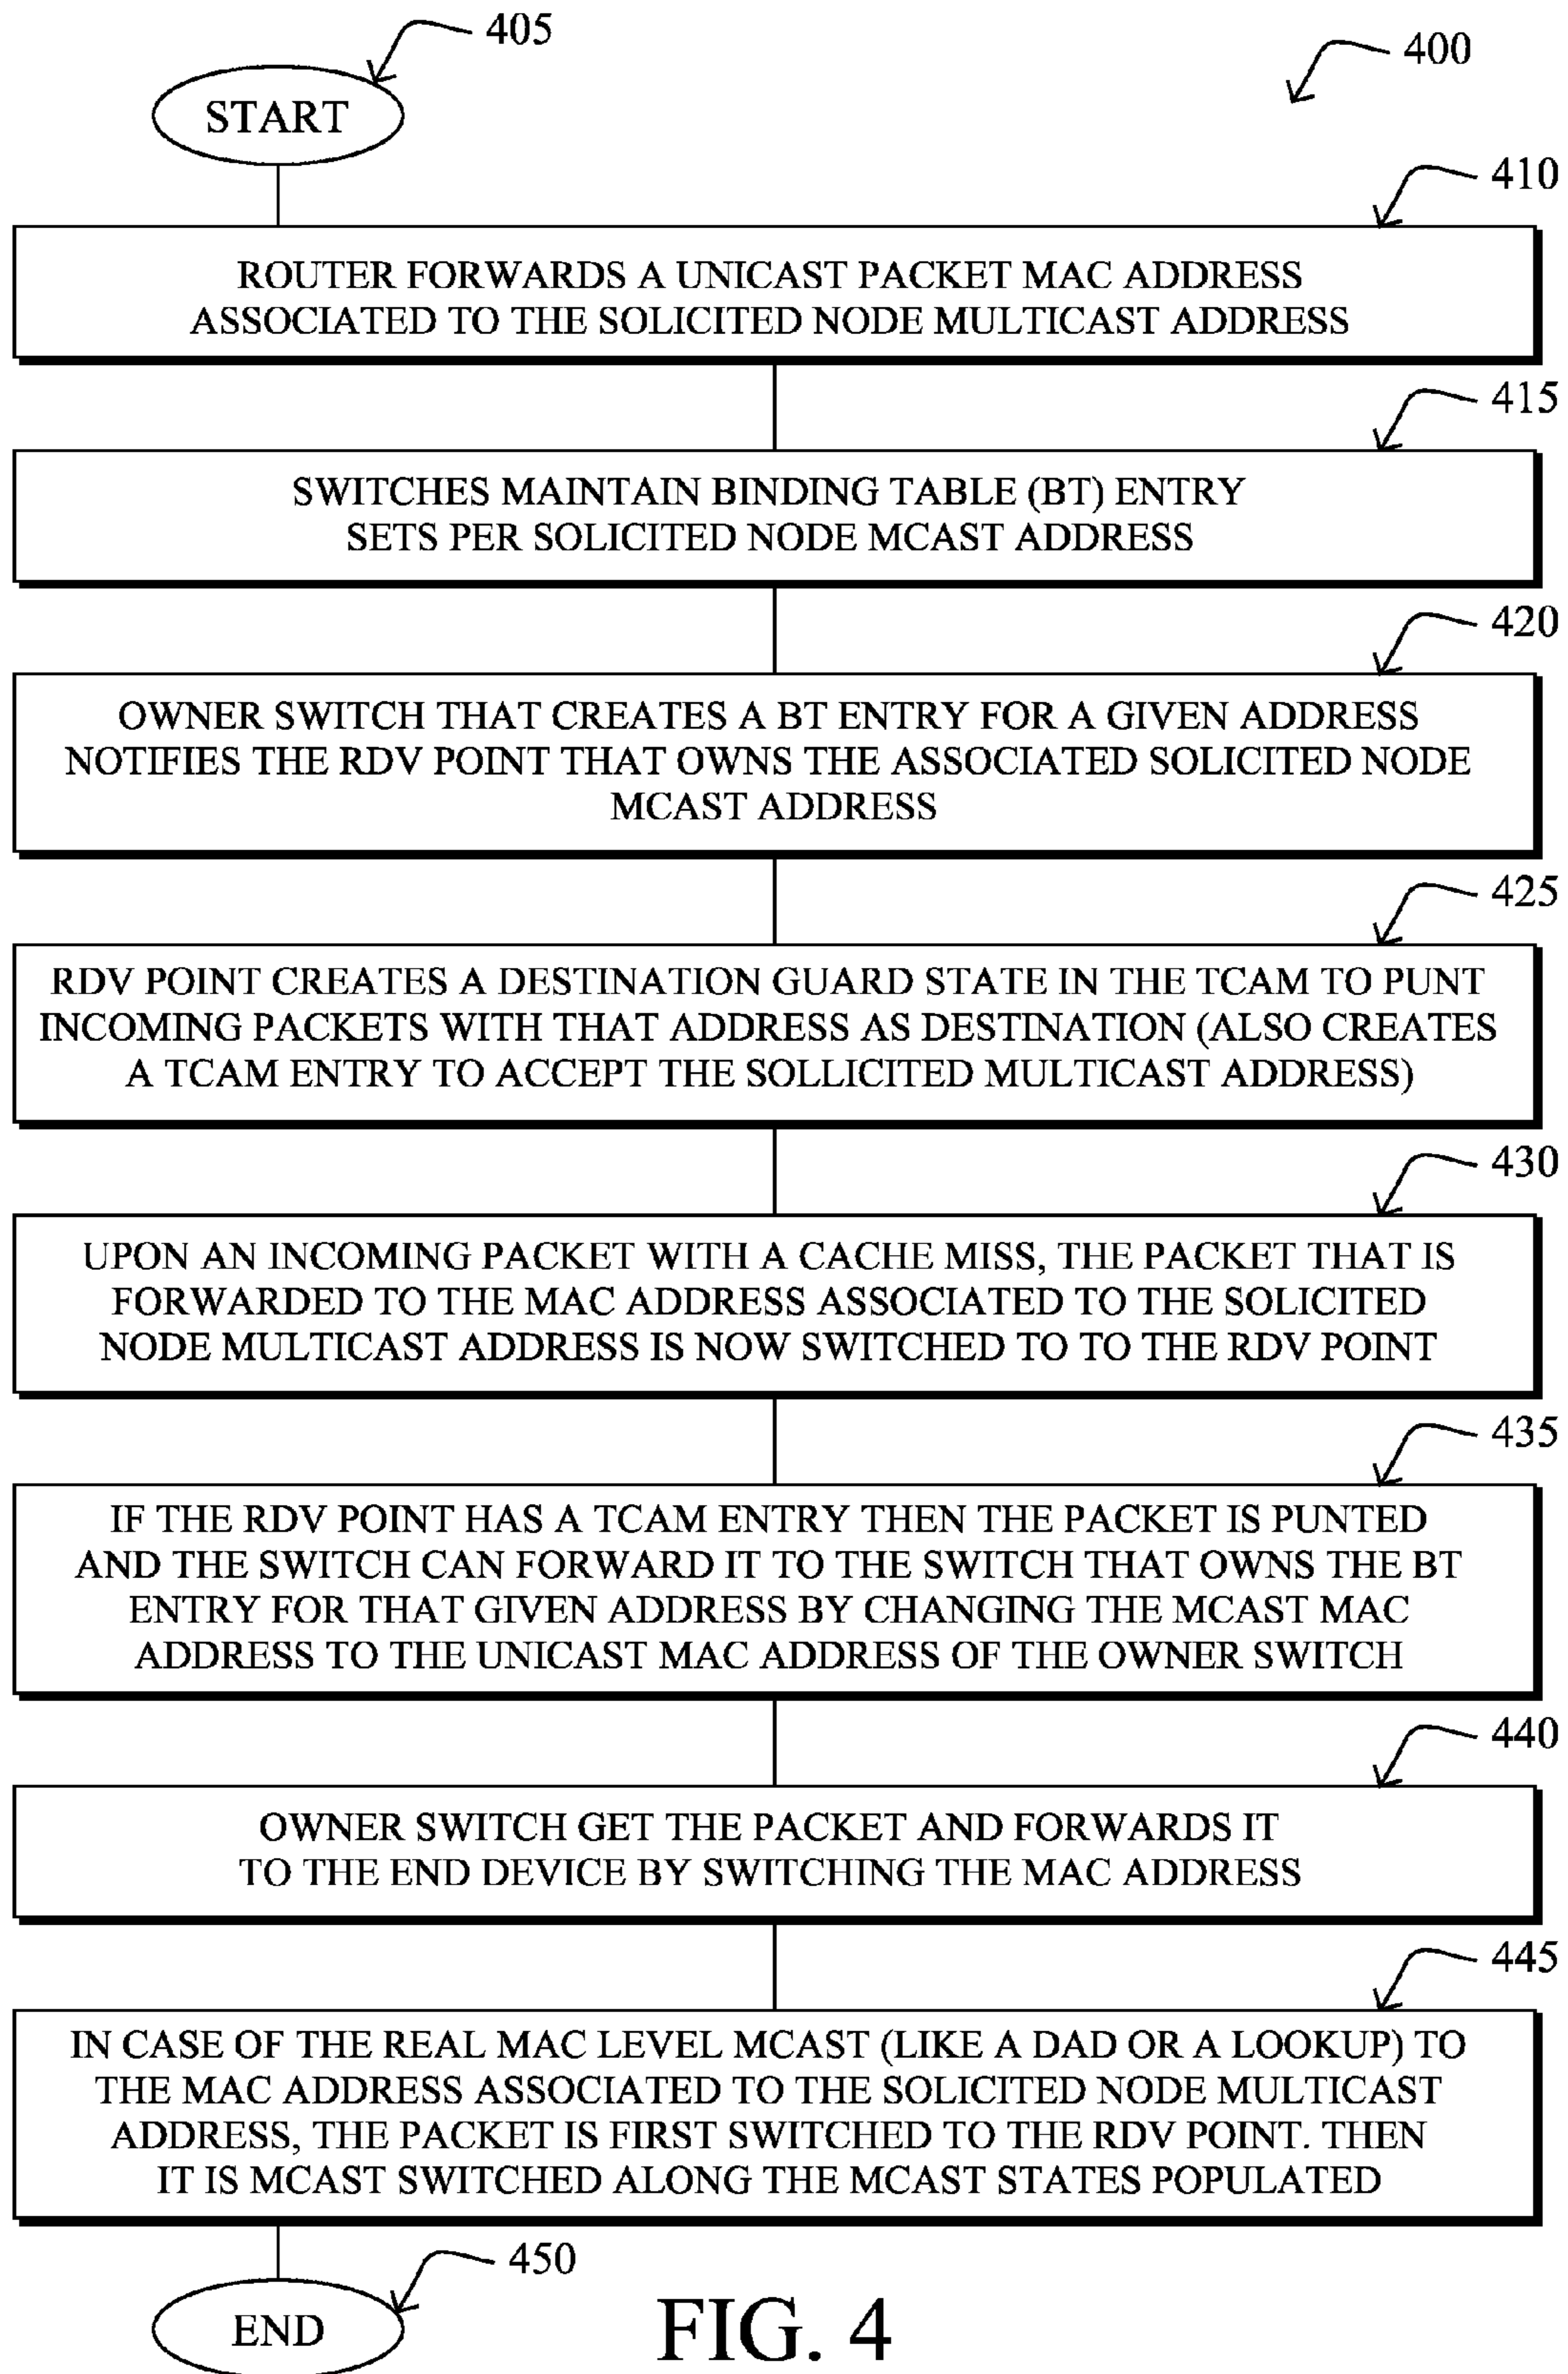 405
400
START
410
ROUTER FORWARDS A UNICAST PACKET MAC ADDRESS
ASSOCIATED TO THE SOLICITED NODE MULTICAST ADDRESS
415
SWITCHES MAINTAIN BINDING TABLE (BT) ENTRY
SETS PER SOLICITED NODE MCAST ADDRESS
420
OWNER SWITCH THAT CREATES A BT ENTRY FOR A GIVEN ADDRESS
NOTIFIES THE RDV POINT THAT OWNS THE ASSOCIATED SOLICITED NODE
MCAST ADDRESS
425
RDV POINT CREATES A DESTINATION GUARD STATE IN THE TCAM TO PUNT
INCOMING PACKETS WITH THAT ADDRESS AS DESTINATION (ALSO CREATES
A TCAM ENTRY TO ACCEPT THE SOLLICITED MULTICAST ADDRESS)
430
UPON AN INCOMING PACKET WITH A CACHE MISS, THE PACKET THAT IS
FORWARDED TO THE MAC ADDRESS ASSOCIATED TO THE SOLICITED
NODE MULTICAST ADDRESS IS NOW SWITCHED TO TO THE RDV POINT
435
IF THE RDV POINT HAS A TCAM ENTRY THEN THE PACKET IS PUNTED
AND THE SWITCH CAN FORWARD IT TO THE SWITCH THAT OWNS THE BT
ENTRY FOR THAT GIVEN ADDRESS BY CHANGING THE MCAST MAC
ADDRESS TO THE UNICAST MAC ADDRESS OF THE OWNER SWITCH
440
OWNER SWITCH GET THE PACKET AND FORWARDS IT
TO THE END DEVICE BY SWITCHING THE MAC ADDRESS
445
IN CASE OF THE REAL MAC LEVEL MCAST (LIKE A DAD OR A LOOKUP) TO
THE MAC ADDRESS ASSOCIATED TO THE SOLICITED NODE MULTICAST
ADDRESS, THE PACKET IS FIRST SWITCHED TO THE RDV POINT. THEN
IT IS MCAST SWITCHED ALONG THE MCAST STATES POPULATED
450
END
FIG. 4